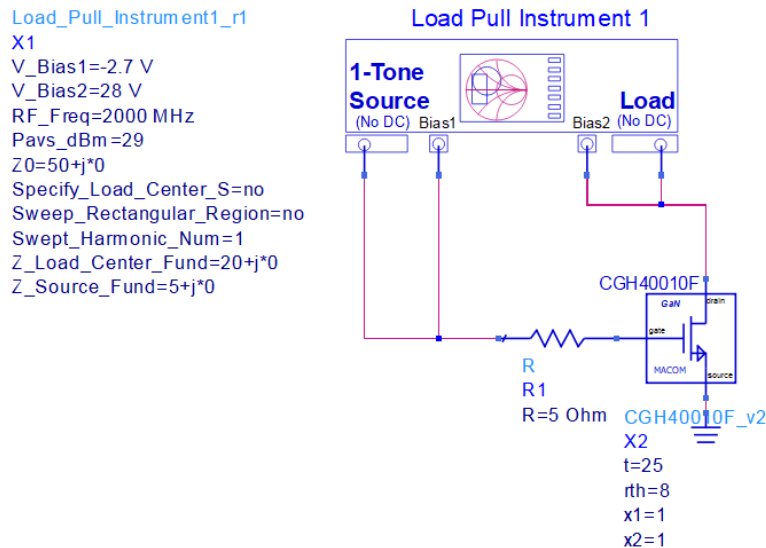 Load_Pull_Instrument1_r1
X1
V_Bias1=-2.7 V
V_Bias2=28 V
RF_Freq=2000 MHz
Pavs_dBm=29
Z0=50+j*0
Specify_Load_Center_S=no
Sweep_Rectangular_Region=no
Swept_Harmonic_Num=1
Z_Load_Center_Fund=20+j*0
Z_Source_Fund=5+j*0
Load Pull Instrument 1
1-Tone
Source
(No DC)
Bias1
Load
Bias2
(No DC)
CGH40010F
GaN
drain
gate
MACOM
source
R
R1
R=5 Ohm
CGH40010F_v2
X2
t=25
rth=8
x1=1
x2=1